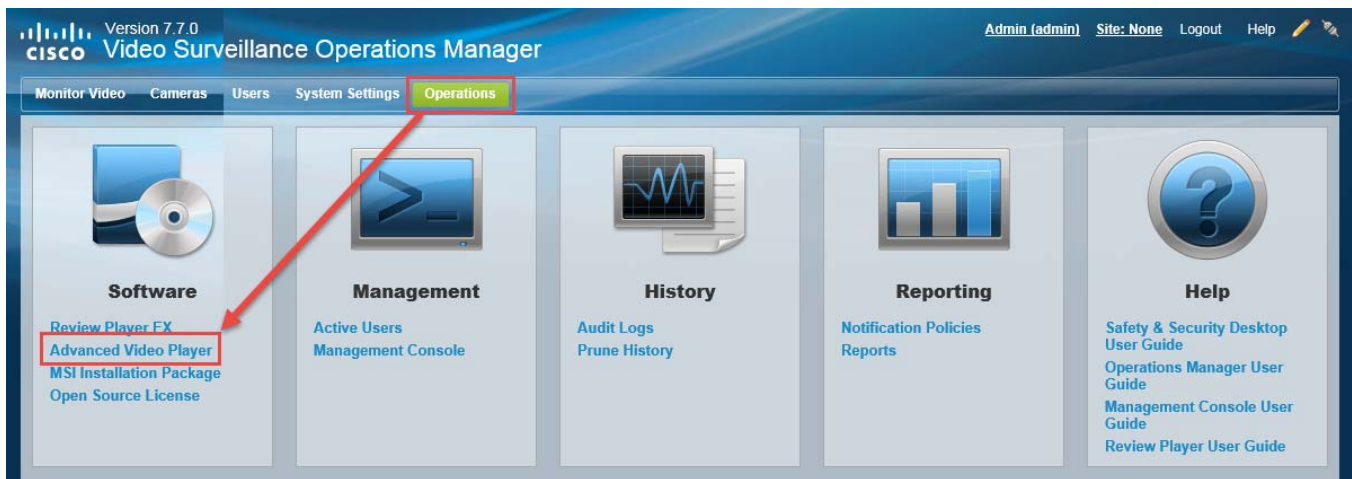 Version 7.7.0
cisco Video Surveillance Operations Manager
Admin (admin) Site: None Logout Help
Monitor Video Cameras Users System Settings Operations
Software
Review Player EX
Advanced Video Player
MSI Installation Package
Open Source License
Management
Active Users
Management Console
History
Audit Logs
Prune History
Reporting
Notification Policies
Reports
Help
Safety & Security Desktop
User Guide
Operations Manager User
Guide
Management Console User
Guide
Review Player User Guide